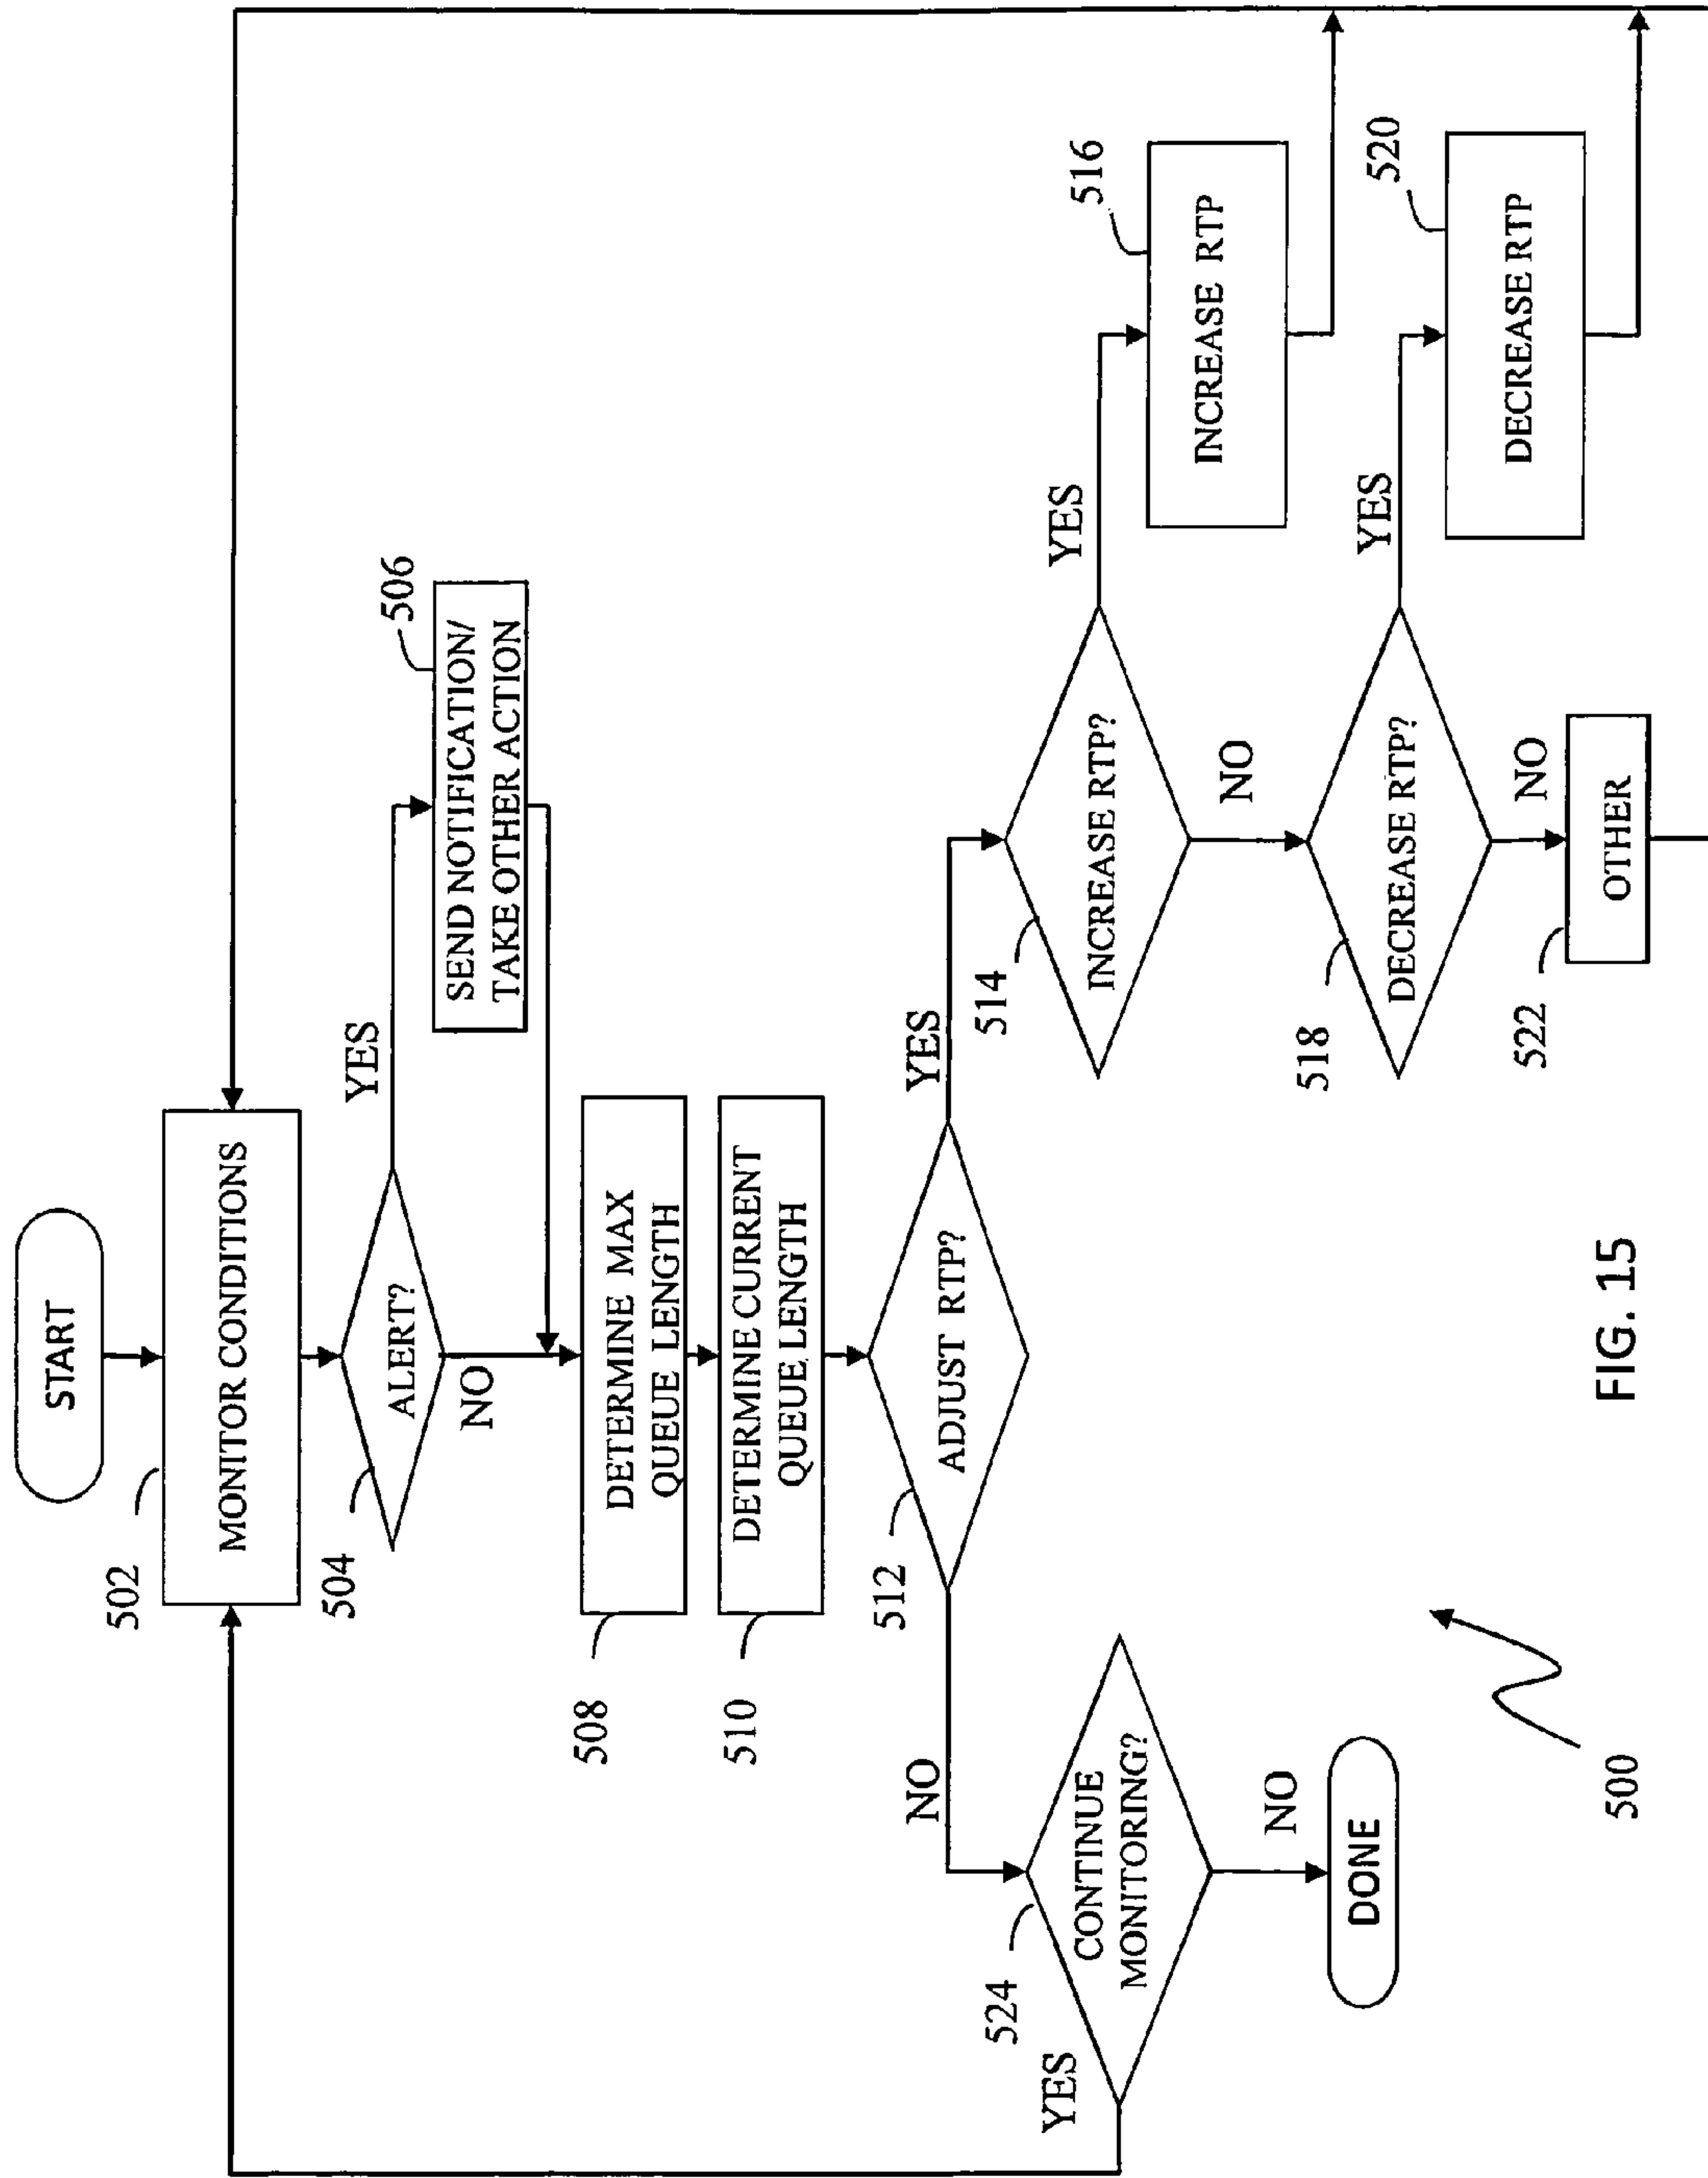 START
502
MONITOR CONDITIONS
504
ALERT?
YES
506
SEND NOTIFICATION/
TAKE OTHER ACTION
NO
508
DETERMINE MAX
QUEUE LENGTH
510
DETERMINE CURRENT
QUEUE LENGTH
512
ADJUST RTP?
NO
YES
524
CONTINUE
MONITORING?
YES
NO
DONE
514
INCREASE RTP?
YES
516
INCREASE RTP
NO
518
DECREASE RTP?
YES
520
DECREASE RTP
NO
522
OTHER
500
FIG. 15